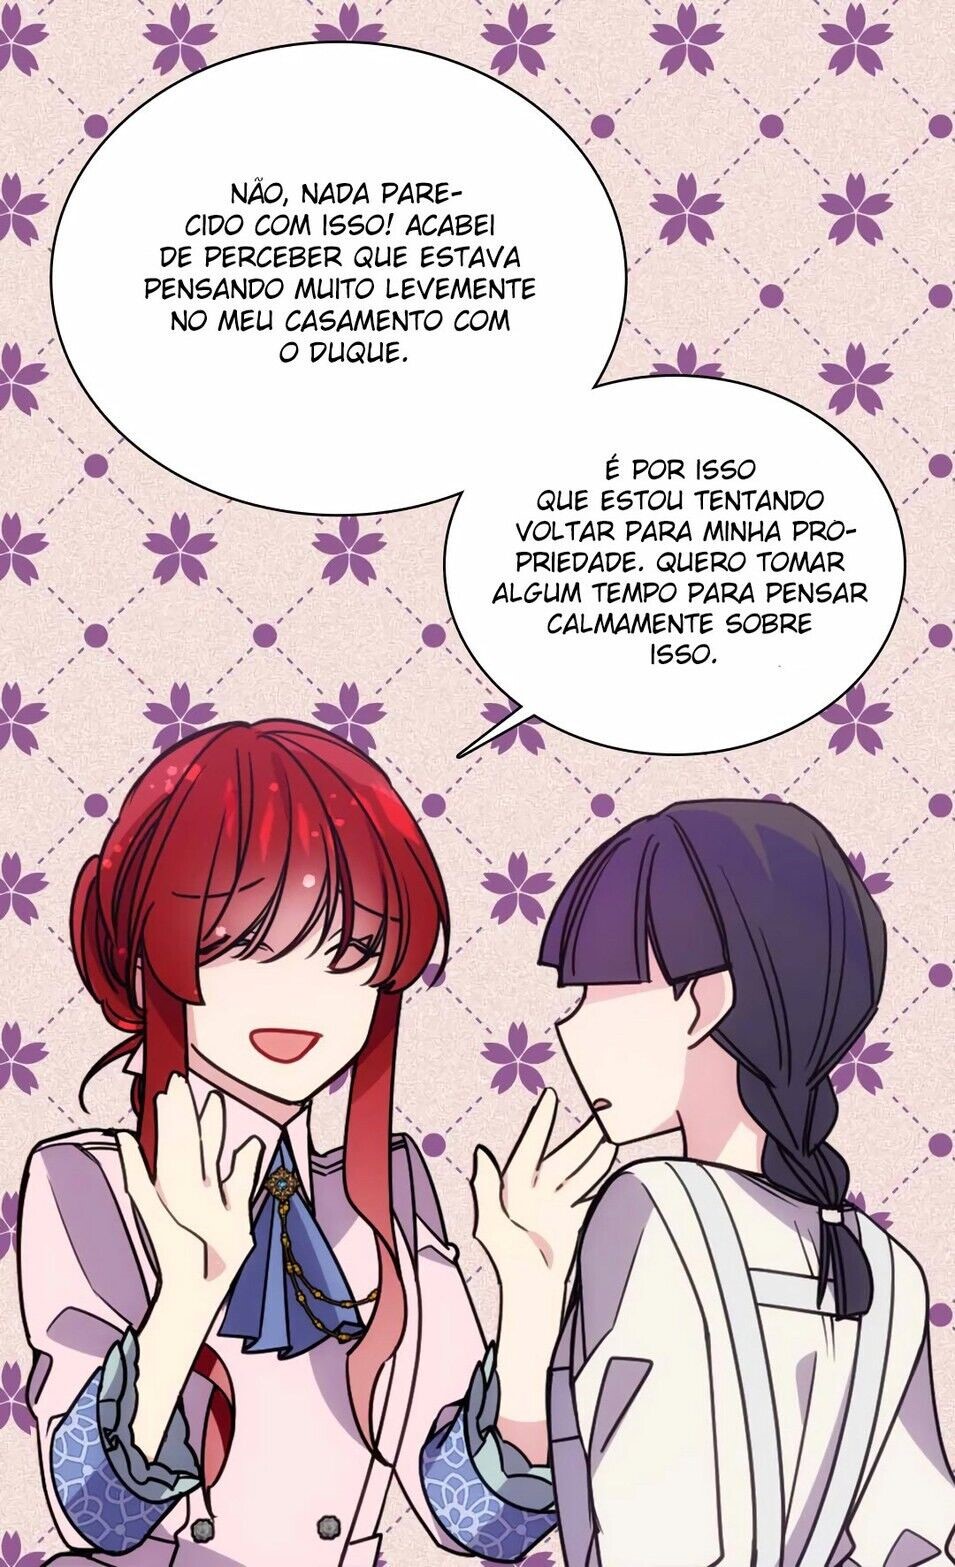 NÃO, NADA PARE-
CIDO COM ISSO! ACABEI
DE PERCEBER QUE ESTAVA
PENSANDO MUITO LEVEMENTE
NO MEU CASAMENTO COM
O DUQUE.
É POR ISSO
QUE ESTOU TENTANDO
VOLTAR PARA MINHA PRO-
PRIEDADE. QUERO TOMAR
ALGUM TEMPO PARA PENSAR
CALMAMENTE SOBRE
ISSO.